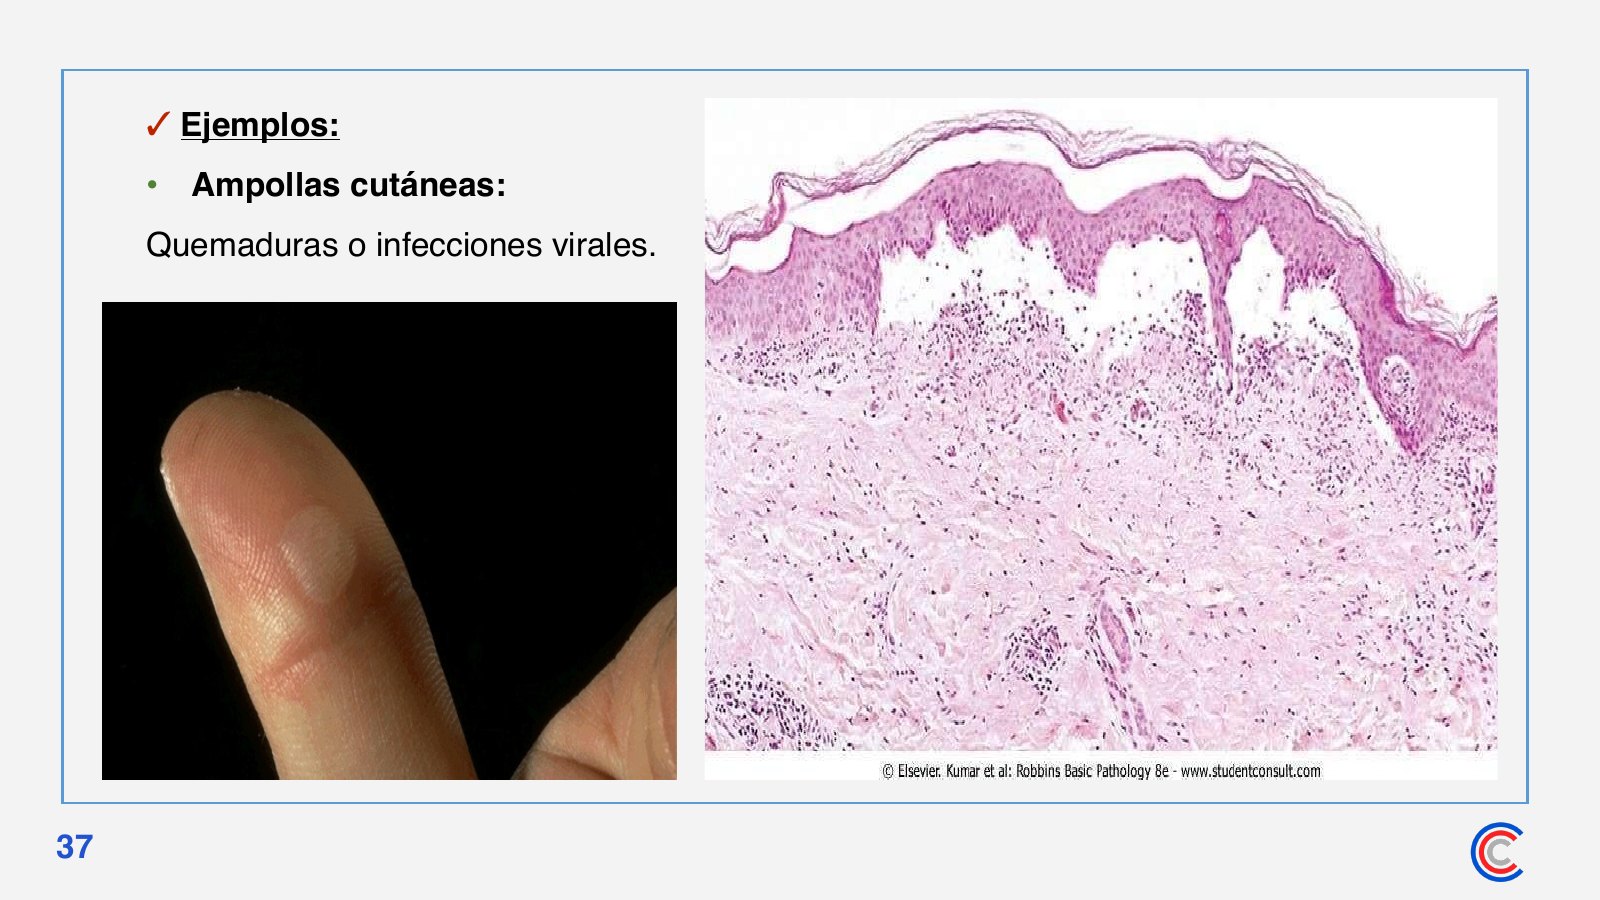 ✓ Ejemplos:
• Ampollas cutáneas:
Quemaduras o infecciones virales.
© Elsevier. Kumar et al: Robbins Basic Pathology 8e - www.studentconsult.com
37